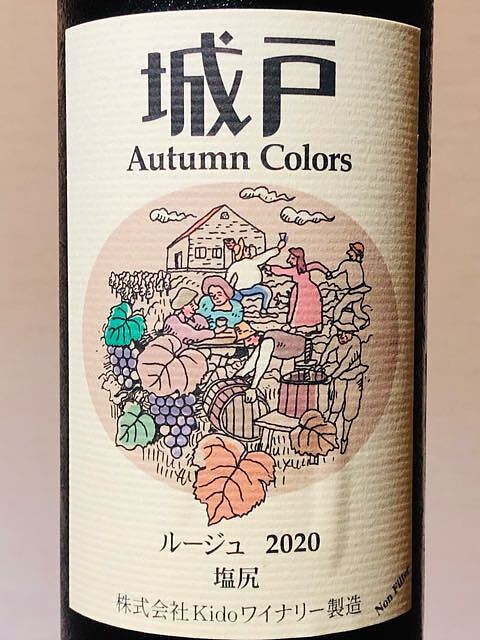 城戸
Autumn Colors
ルージュ 2020
塩尻
株式会社Kidoワイナリー製造
Non Filter